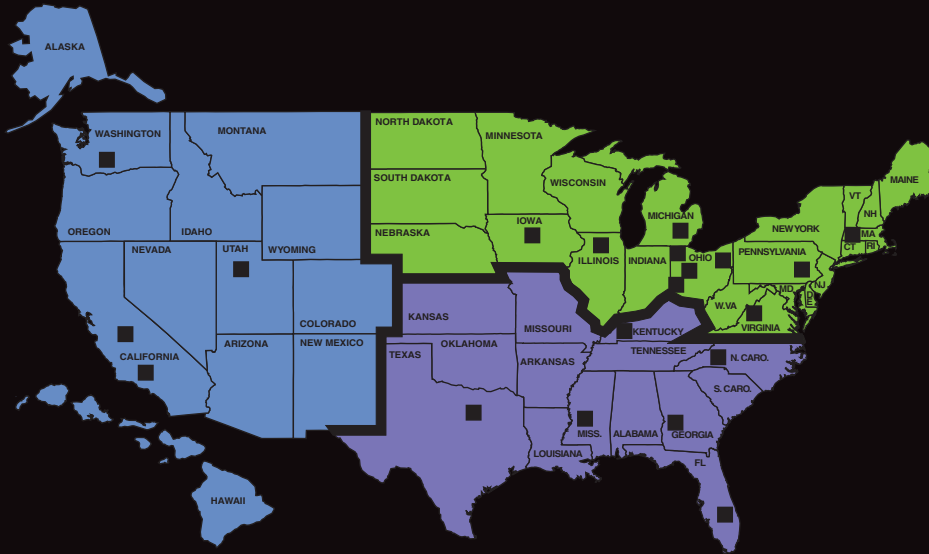 ALASKA
WASHINGTON
MONTANA
NORTH DAKOTA
MINNESOTA
SOUTH DAKOTA
WISCONSIN
MAINE
VT
NH
MICHIGAN
NEW YORK
MA
OREGON
IDAHO
NEBRASKA
IOWA
CT
RI
NEVADA
UTAH
WYOMING
ILLINOIS
INDIANA
OHIO
PENNSYLVANIA
NJ
MD.
DE
W.VA
COLORADO
KANSAS
MISSOURI
KENTUCKY
VIRGINIA
CALIFORNIA
ARIZONA
NEW MEXICO
TEXAS
OKLAHOMA
ARKANSAS
TENNESSEE
N. CARO.
S. CARO.
MISS.
ALABAMA
GEORGIA
LOUISIANA
FL
HAWAII